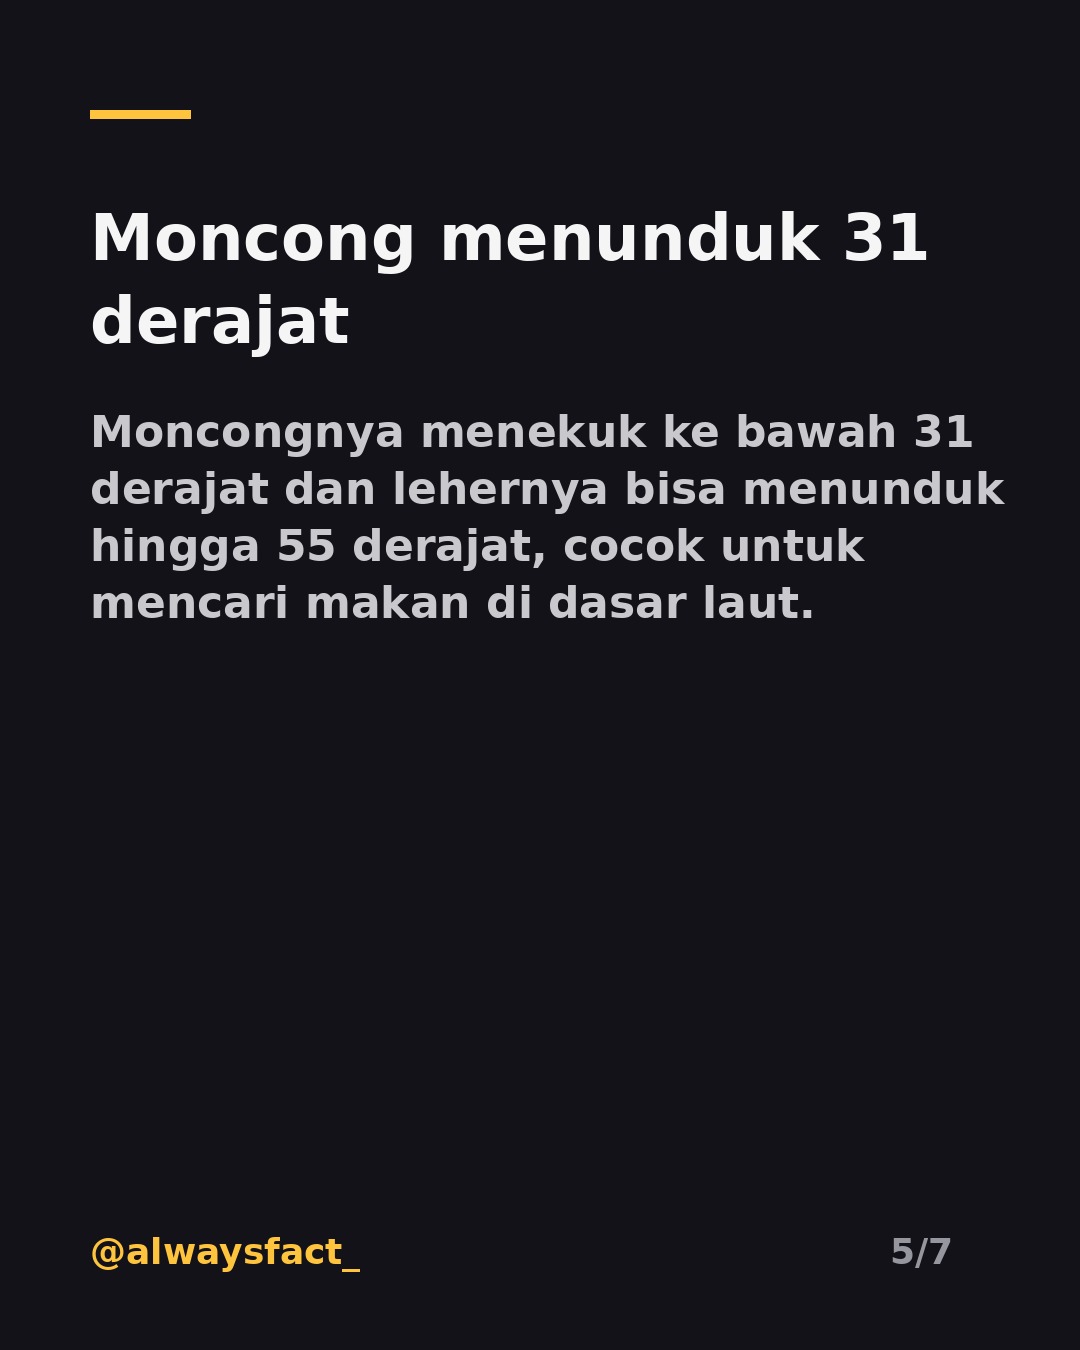 Moncong menunduk 31
derajat
Moncongnya menekuk ke bawah 31
derajat dan lehernya bisa menunduk
hingga 55 derajat, cocok untuk
mencari makan di dasar laut.
@alwaysfact_
5/7